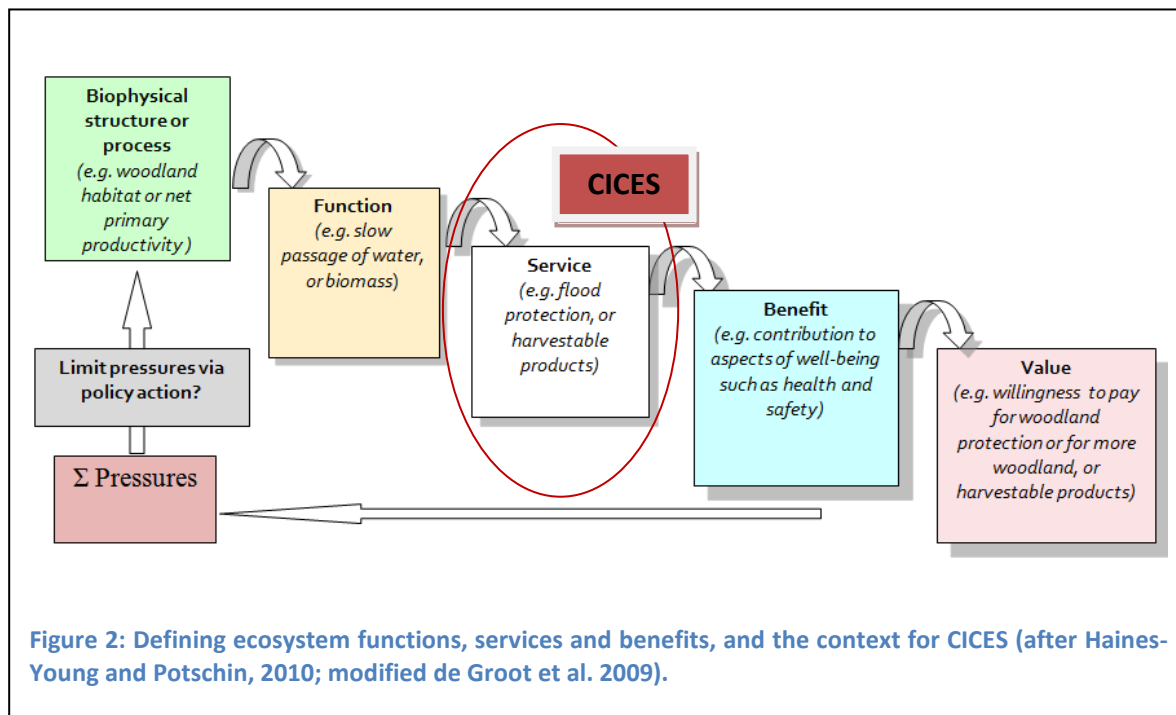 Biophysical
structure or
process
(e.g. woodland
habitat or net
primary
productivity )
Function
(e.g. slow
passage of water,
or biomass)
CICES
Service
(e.g. flood
protection, or
harvestable
products)
Benefit
(e.g. contribution to
aspects of well-being
such as health and
safety)
Value
(e.g. willingness to pay
for woodland
protection or for more
woodland, or
harvestable products)
Limit pressures via
policy action?
Σ Pressures
Figure 2: Defining ecosystem functions, services and benefits, and the context for CICES (after Haines-
Young and Potschin, 2010; modified de Groot et al. 2009).